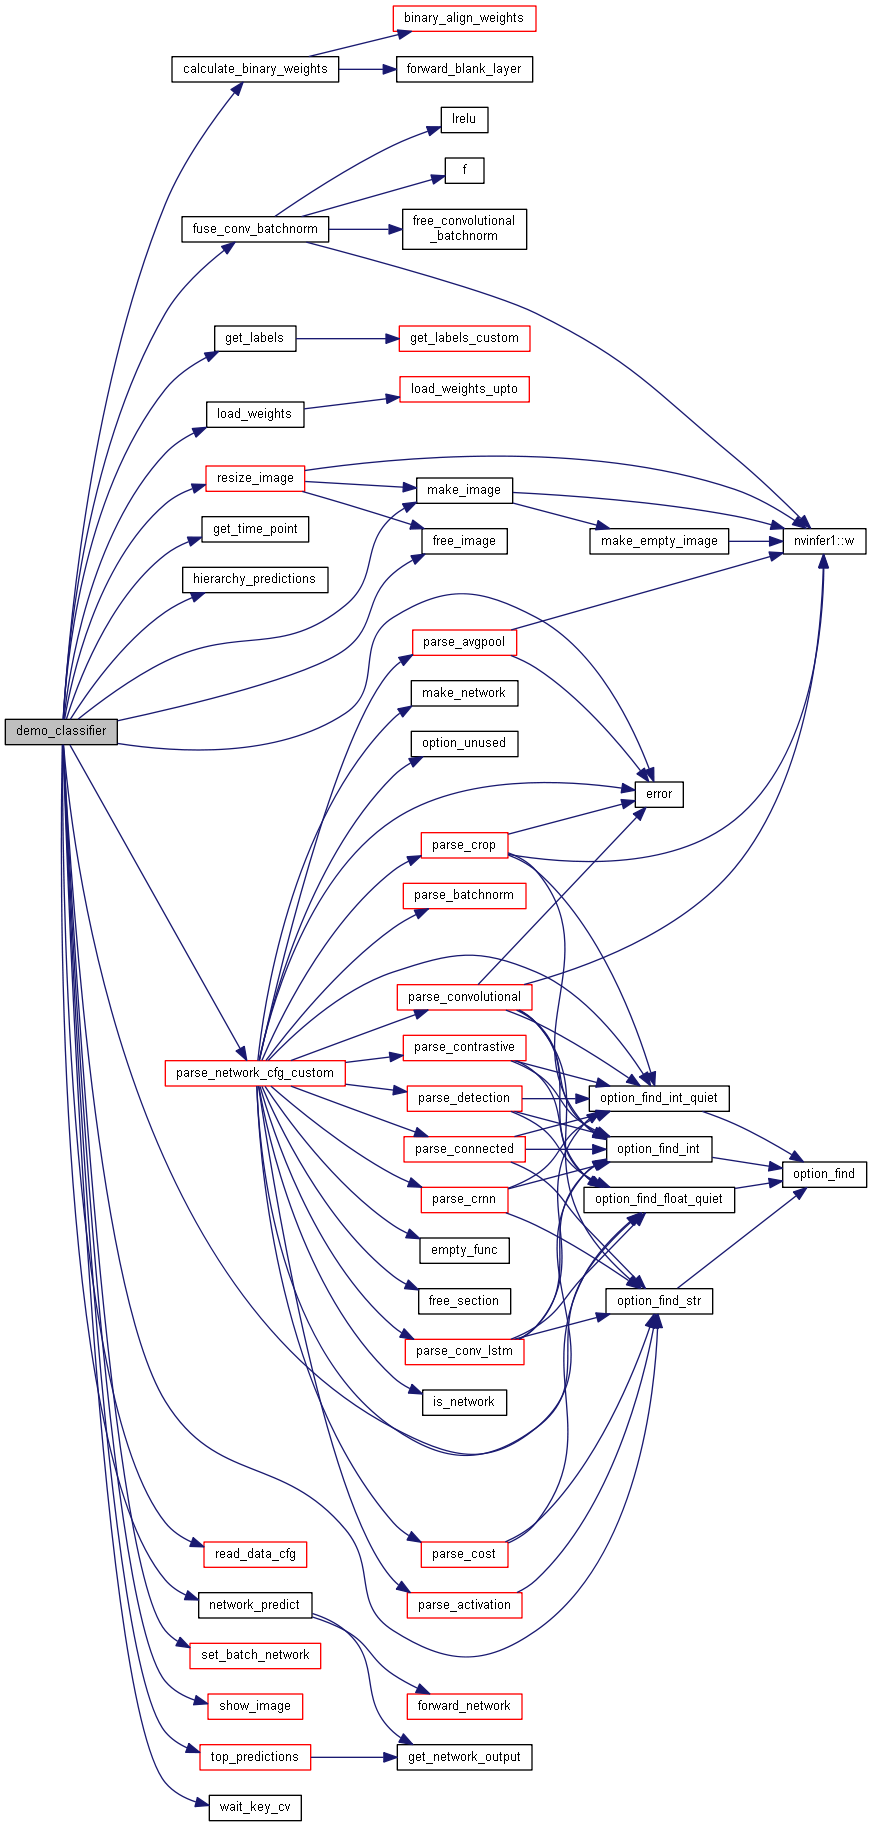 binary_align_weights
calculate_binary_weights
forward_blank_layer
lrelu
f
fuse_conv_batchnorm
free_convolutional
_batchnorm
get_labels
get_labels_custom
load_weights_upto
load_weights
resize_image
make_image
get_time_point
free_image
make_empty_image
nvinfer1::w
hierarchy_predictions
parse_avgpool
make_network
demo_classifier
option_unused
error
parse_crop
parse_batchnorm
parse_convolutional
parse_contrastive
parse_network_cfg_custom
parse_detection
option_find_int_quiet
parse_connected
option_find_int
option_find
parse_crnn
option_find_float_quiet
empty_func
free_section
option_find_str
parse_conv_lstm
is_network
read_data_cfg
parse_cost
network_predict
parse_activation
set_batch_network
show_image
forward_network
top_predictions
get_network_output
wait_key_cv